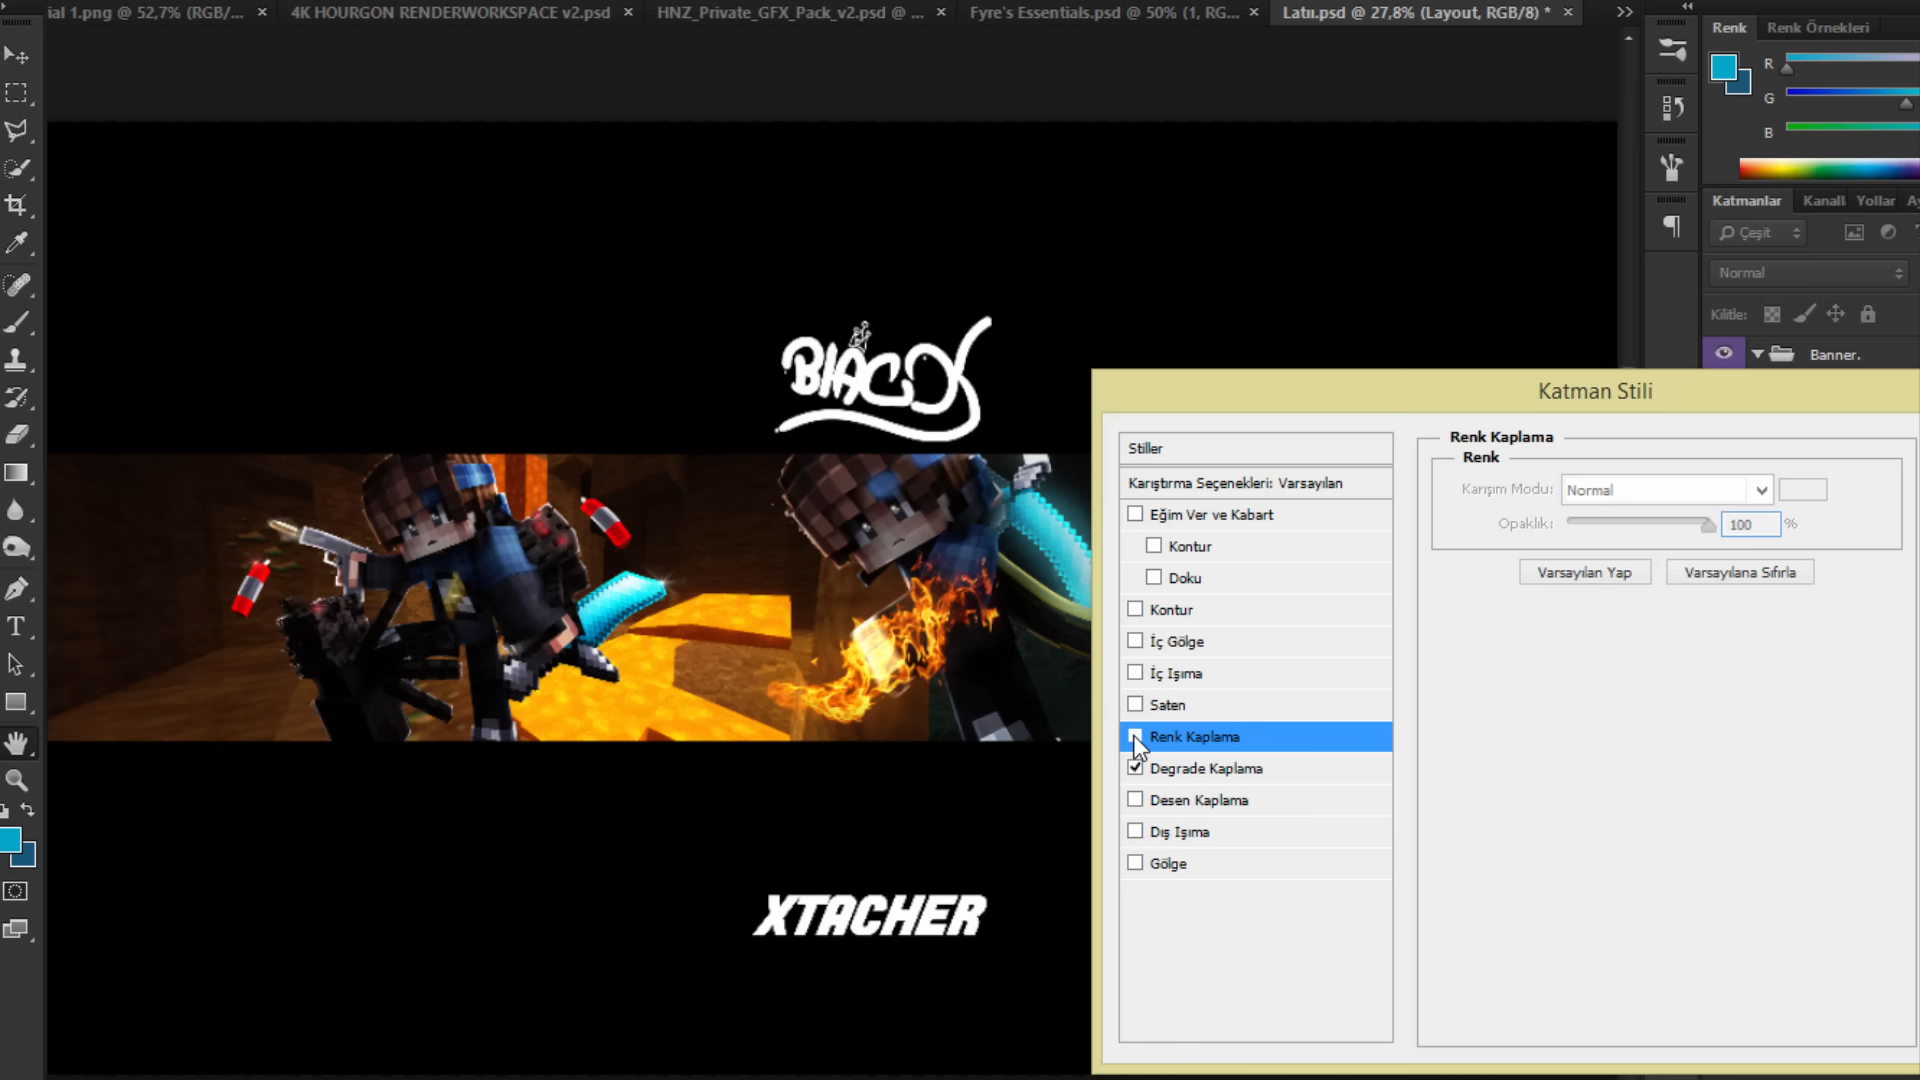 ial 1.png @ 52,7% (RGB/...
4K HOURGON RENDERWORKSPACE v2.psd
HNZ_Private_GFX_Pack_v2.psd @ ...
Fyre's Essentials.psd @ 50% (1, RG...
Latıı.psd @ 27,8% (Layout, RGB/8) *
Renk
Renk Örnekleri
R
G
B
Katmanlar
Kanall
Yollar
Ay
Çeşit
Normal
Kilitle:
Banner.
Katman Stili
Stiller
Karıştırma Seçenekleri: Varsayılan
Eğim Ver ve Kabart
Kontur
Doku
Kontur
İç Gölge
İç Işıma
Saten
Renk Kaplama
Degrade Kaplama
Desen Kaplama
Dış Işıma
Gölge
Renk Kaplama
Renk
Karışım Modu:
Normal
Opaklık:
100
%
Varsayılan Yap
Varsayılana Sıfırla
XTACHER